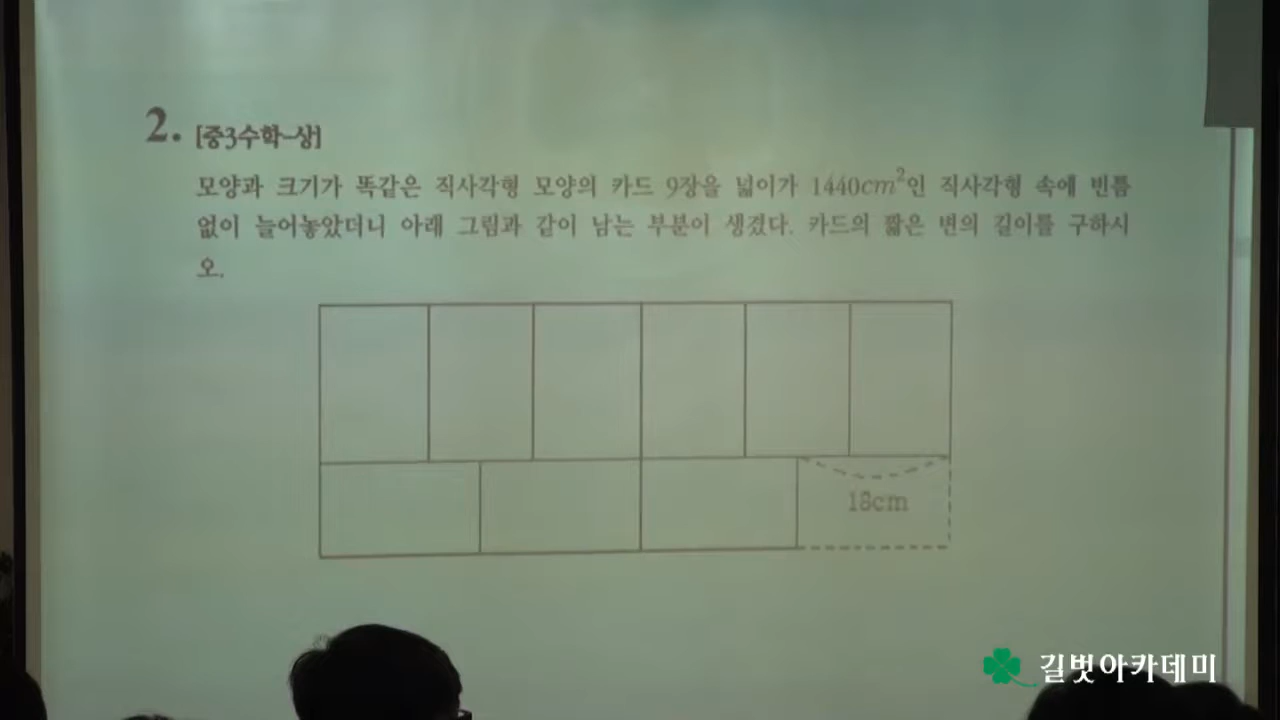 2. [중3수학-상]
모양과 크기가 똑같은 직사각형 모양의 카드 9장을 넓이가 1440cm²인 직사각형 속에 빈틈
없이 늘어놓았더니 아래 그림과 같이 남는 부분이 생겼다. 카드의 짧은 변의 길이를 구하시
오.
18cm
길벗아카데미